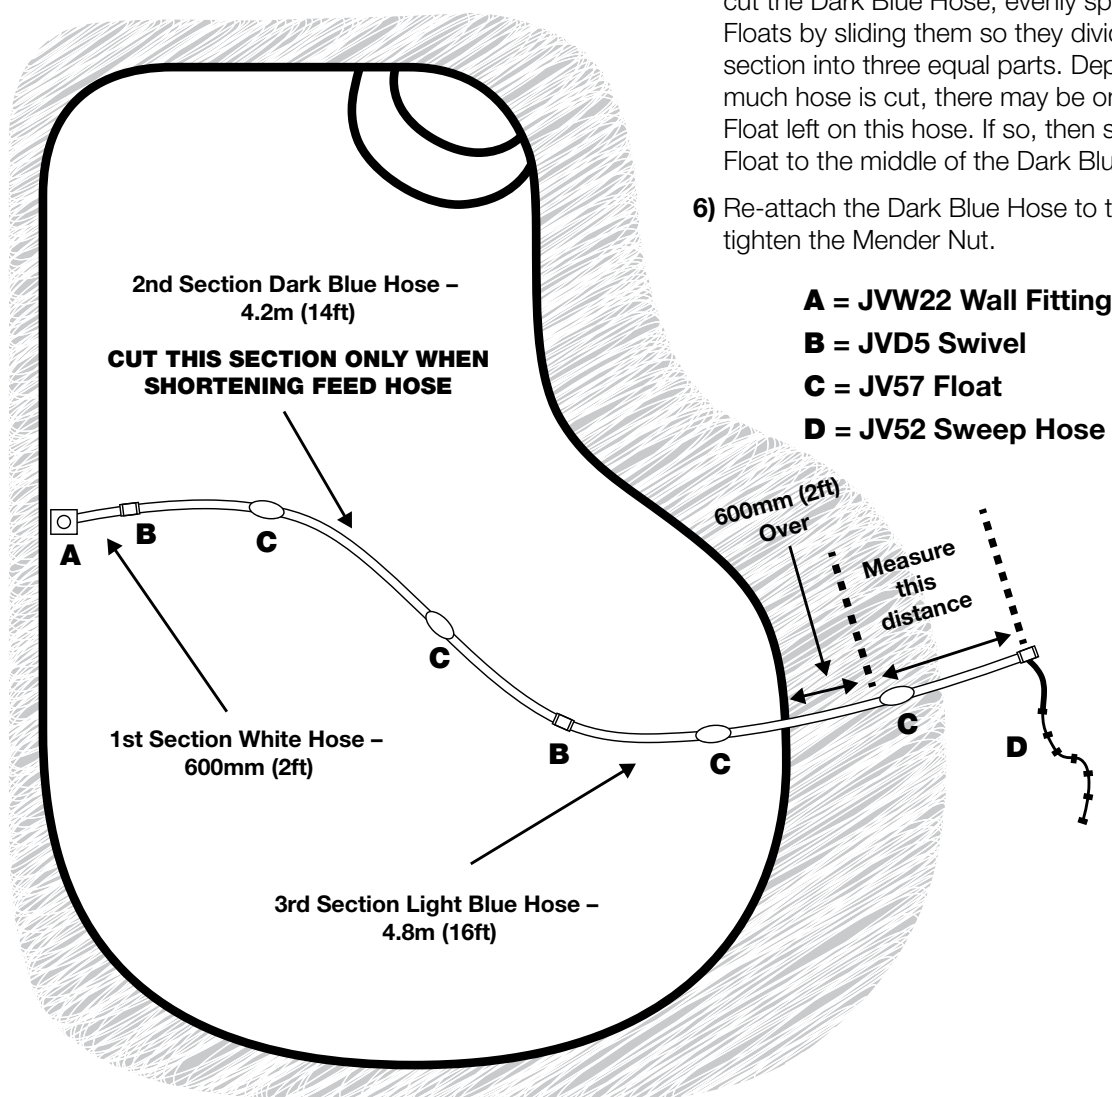 cut the Dark Blue Hose, evenly
Floats by sliding them so they
section into three equal parts.
much hose is cut, there may be
Float left on this hose. If so, then
Float to the middle of the Dark
6) Re-attach the Dark Blue Hose to
tighten the Mender Nut.
A = JVW22 Wall Fitting
B = JVD5 Swivel
C = JV57 Float
D = JV52 Sweep Hose
2nd Section Dark Blue Hose –
4.2m (14ft)
CUT THIS SECTION ONLY WHEN
SHORTENING FEED HOSE
600mm (2ft)
Over
Measure
this
distance
A
B
C
C
B
C
C
D
1st Section White Hose –
600mm (2ft)
3rd Section Light Blue Hose –
4.8m (16ft)